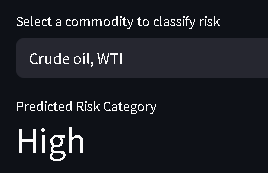 Select a commodity to classify risk
Crude oil, WTI
Predicted Risk Category
High